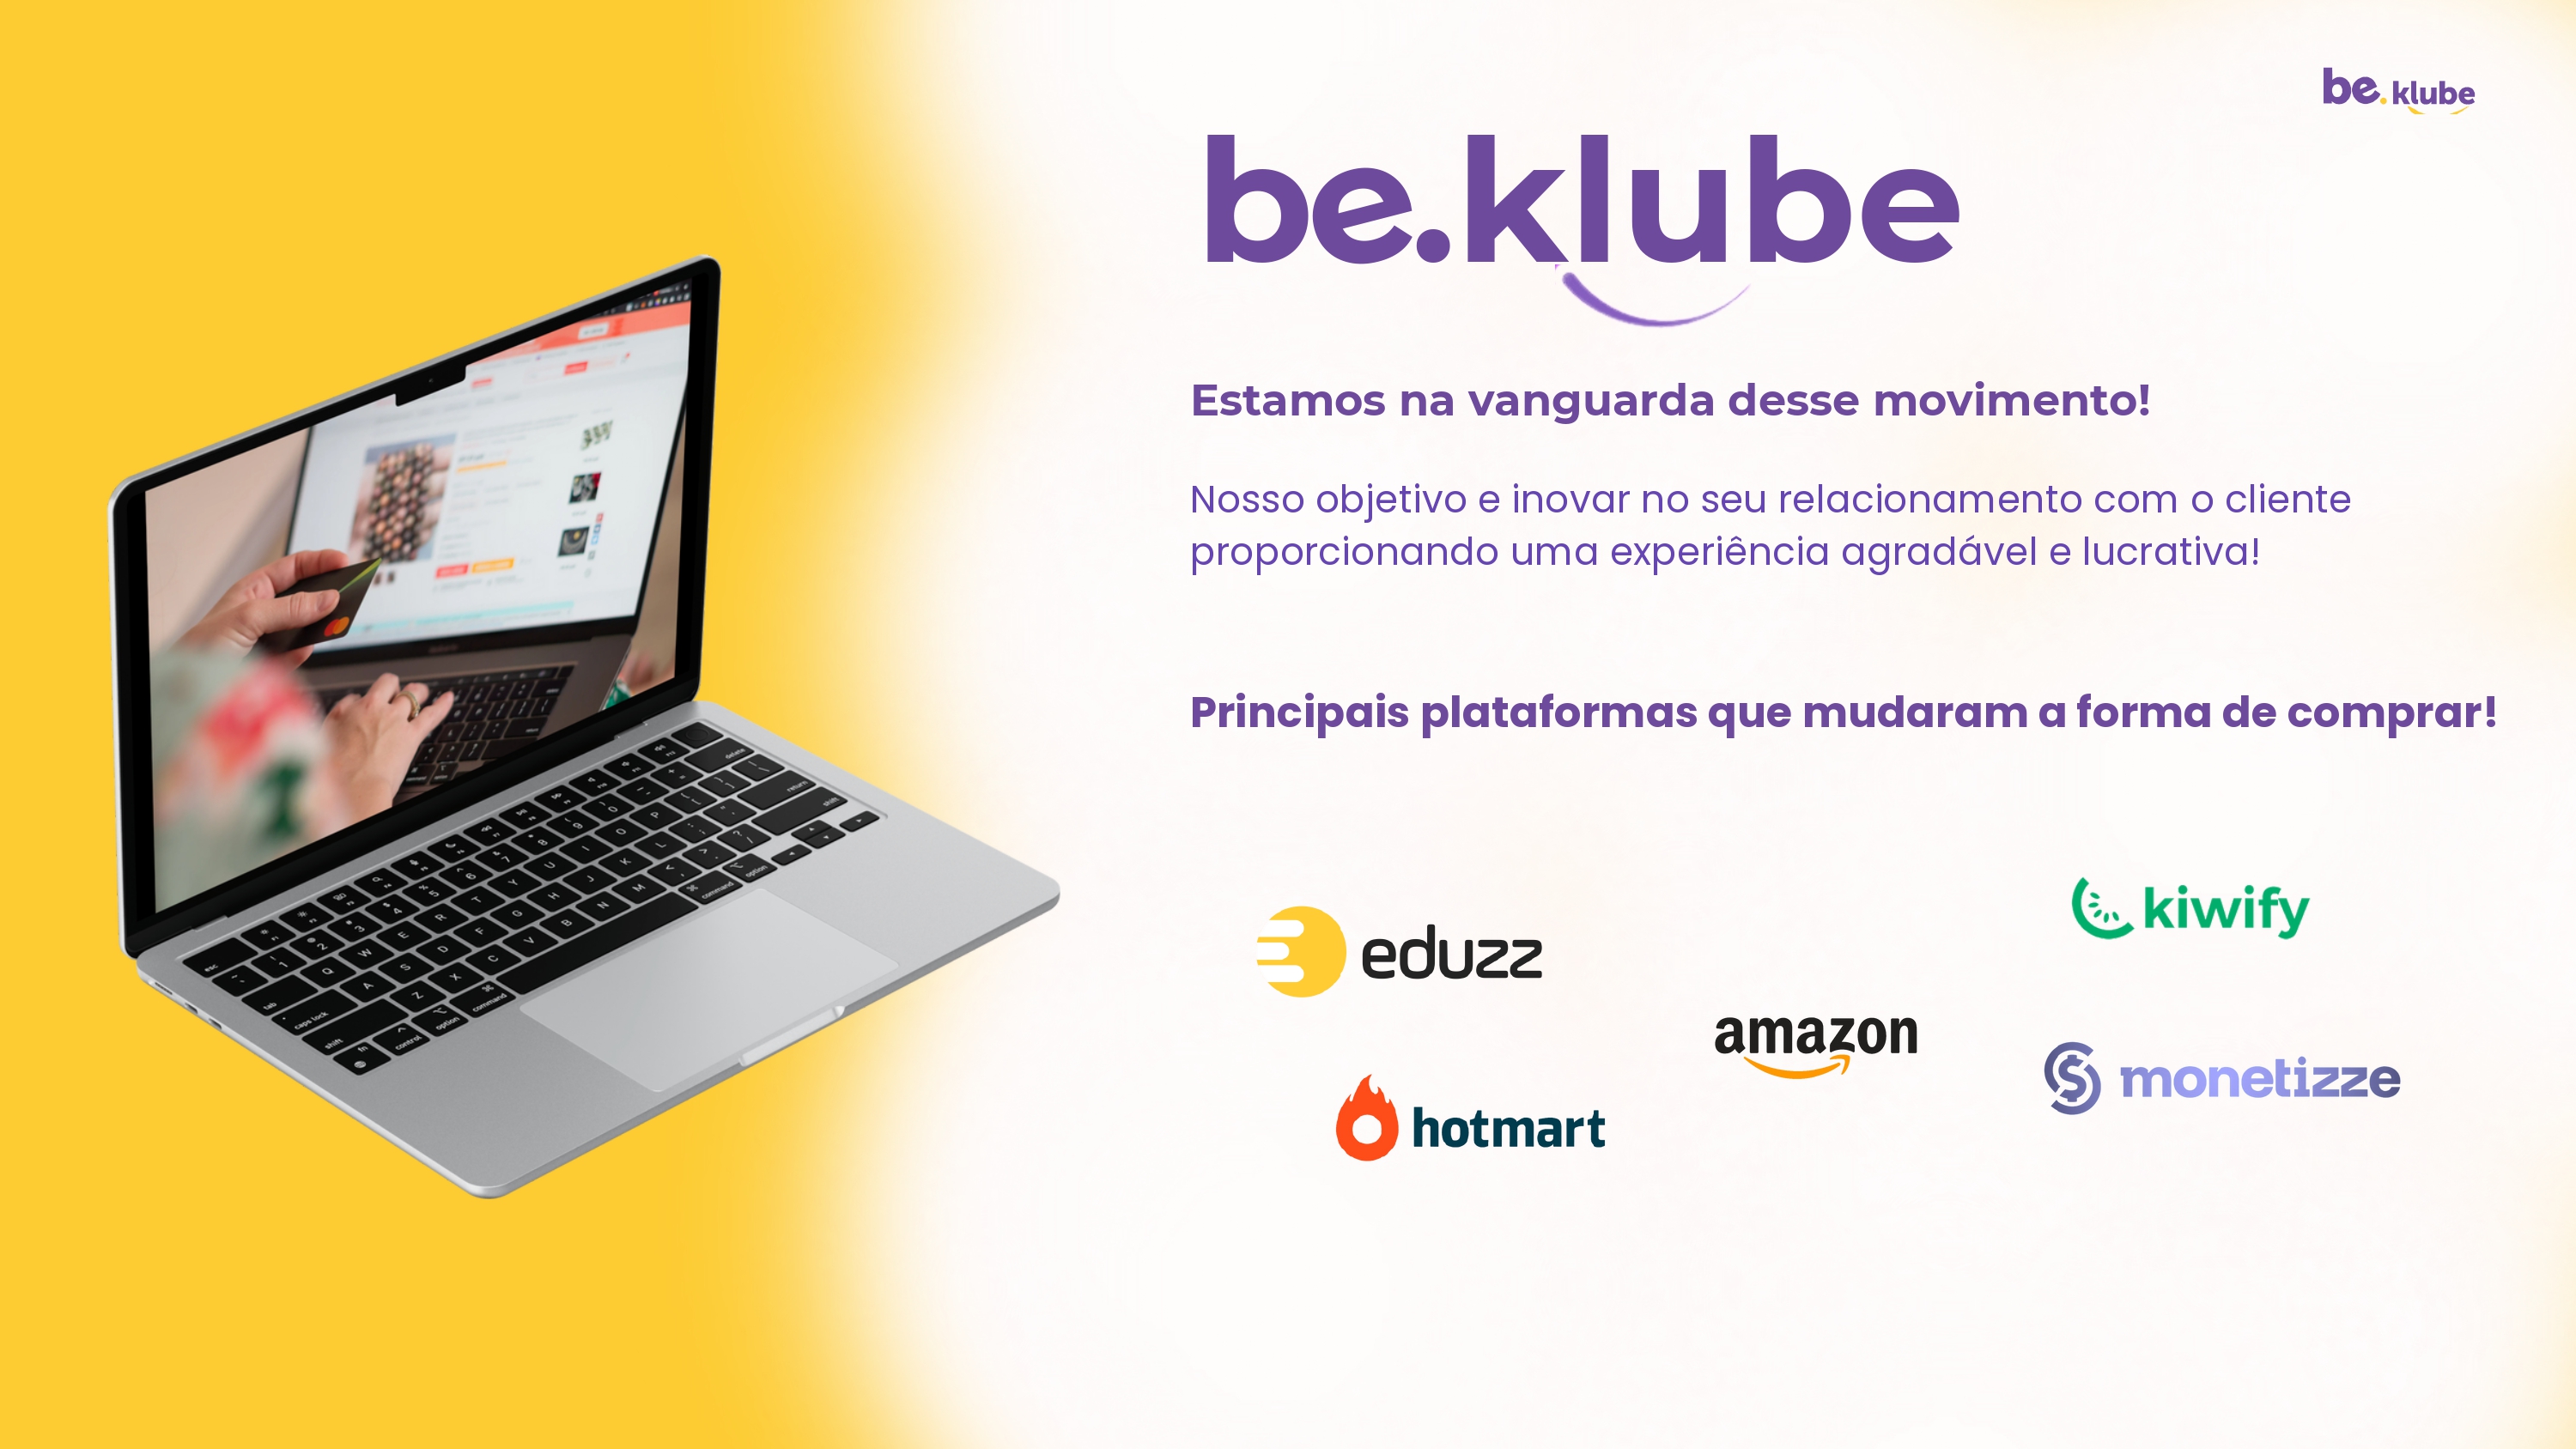 be.klube
be.klube
Estamos na vanguarda desse movimento!
Nosso objetivo e inovar no seu relacionamento com o cliente
proporcionando uma experiência agradável e lucrativa!
Principais plataformas que mudaram a forma de comprar!
eduzz
kiwify
amazon
monetizze
hotmart